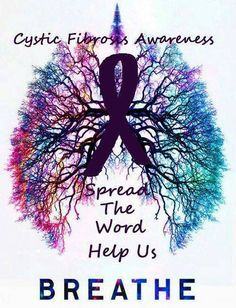 Cystic Fibrosis Awareness
Spread
The
Word
Help Us
BREATHE